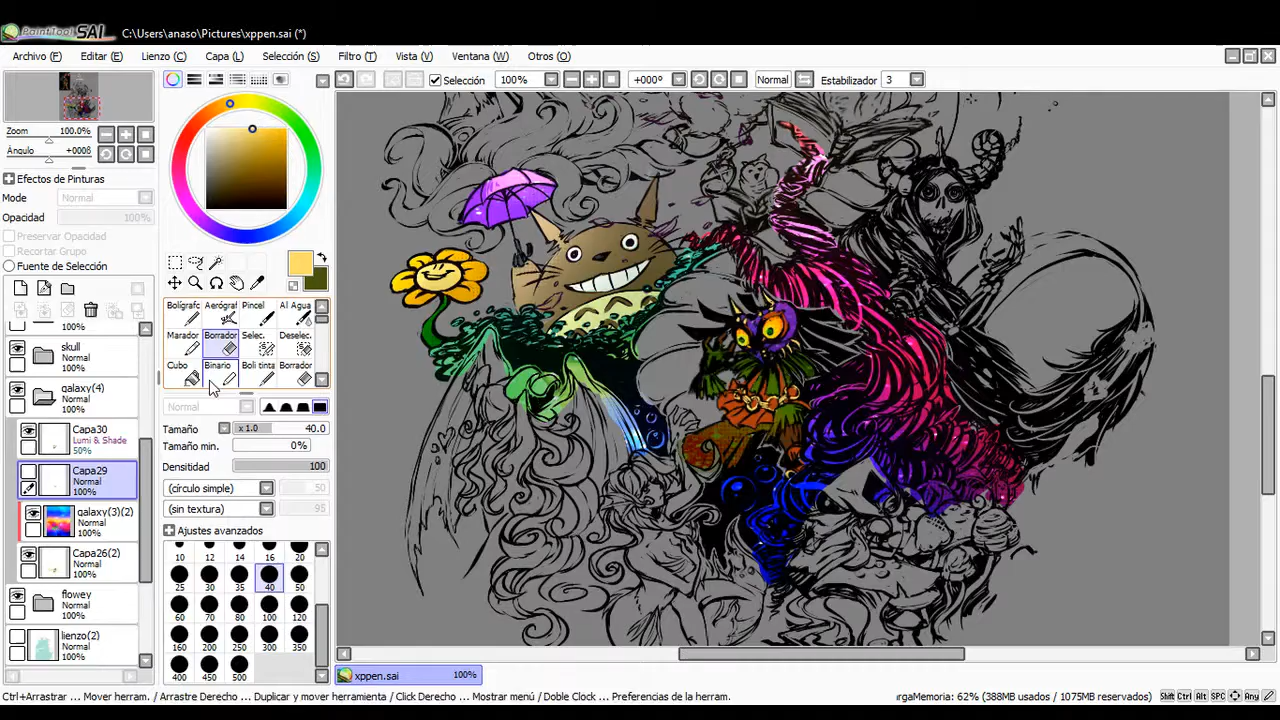 PaintTool SAI C:\Users\anaso\Pictures\xppen.sai (*)
Archivo (F) Editar (E) Lienzo (C) Capa (L) Selección (S) Filtro (T) Vista (V) Ventana (W) Otros (O)
Selección 100% +000º Normal Estabilizador 3
Zoom 100.0%
Ángulo +000º
Efectos de Pinturas
Mode Normal
Opacidad 100%
Preservar Opacidad
Recortar Grupo
Fuente de Selección
100%
skull
Normal
100%
galaxy(4)
Normal
100%
Capa30
Lumi & Shade
50%
Capa29
Normal
100%
galaxy(3)(2)
Normal
100%
Capa26(2)
Normal
100%
flowey
Normal
100%
lienzo(2)
Normal
100%
Bolígrafo Aerógraf Pincel Al Agua
Marador Borrador Selec. Deselec.
Cubo Binario Boli tinta Borrador
Normal
Tamaño x 1.0 40.0
Tamaño min. 0%
Densitidad 100
(círculo simple) 50
(sin textura) 95
Ajustes avanzados
10 12 14 16 20
25 30 35 40 50
60 70 80 100 120
160 200 250 300 350
400 450 500
xppen.sai 100%
Ctrl+Arrastrar ... Mover herram. / Arrastre Derecho ... Duplicar y mover herramienta / Click Derecho ... Mostrar menú / Doble Clock ... Preferencias de la herram. ırgaMemoria: 62% (388MB usados / 1075MB reservados) Shift Ctrl Alt SPC Any